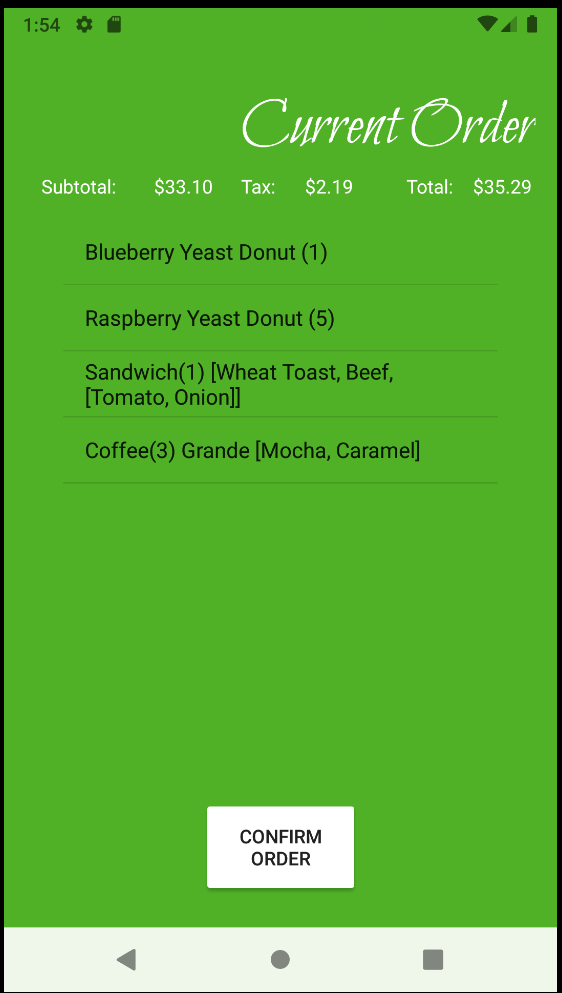 1:54
Current Order
Subtotal: $33.10 Tax: $2.19 Total: $35.29
Blueberry Yeast Donut (1)
Raspberry Yeast Donut (5)
Sandwich(1) [Wheat Toast, Beef,
[Tomato, Onion]]
Coffee(3) Grande [Mocha, Caramel]
CONFIRM
ORDER